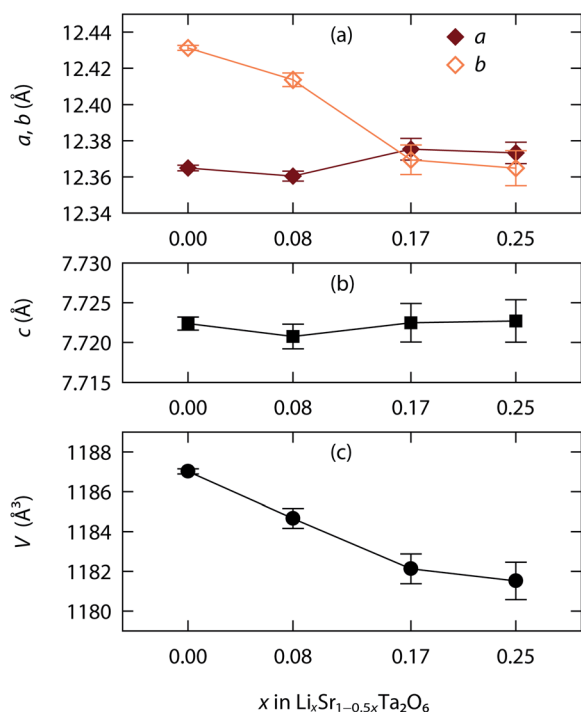 12.44
(a)
a
12.42
b
a, b (Å)
12.40
12.38
12.36
12.34
0.00 0.08 0.17 0.25
7.730
(b)
7.725
c (Å)
7.720
7.715
0.00 0.08 0.17 0.25
1188
(c)
1186
V (Å³)
1184
1182
1180
0.00 0.08 0.17 0.25
x in LiₓSr₁₋₀.₅ₓTa₂O₆